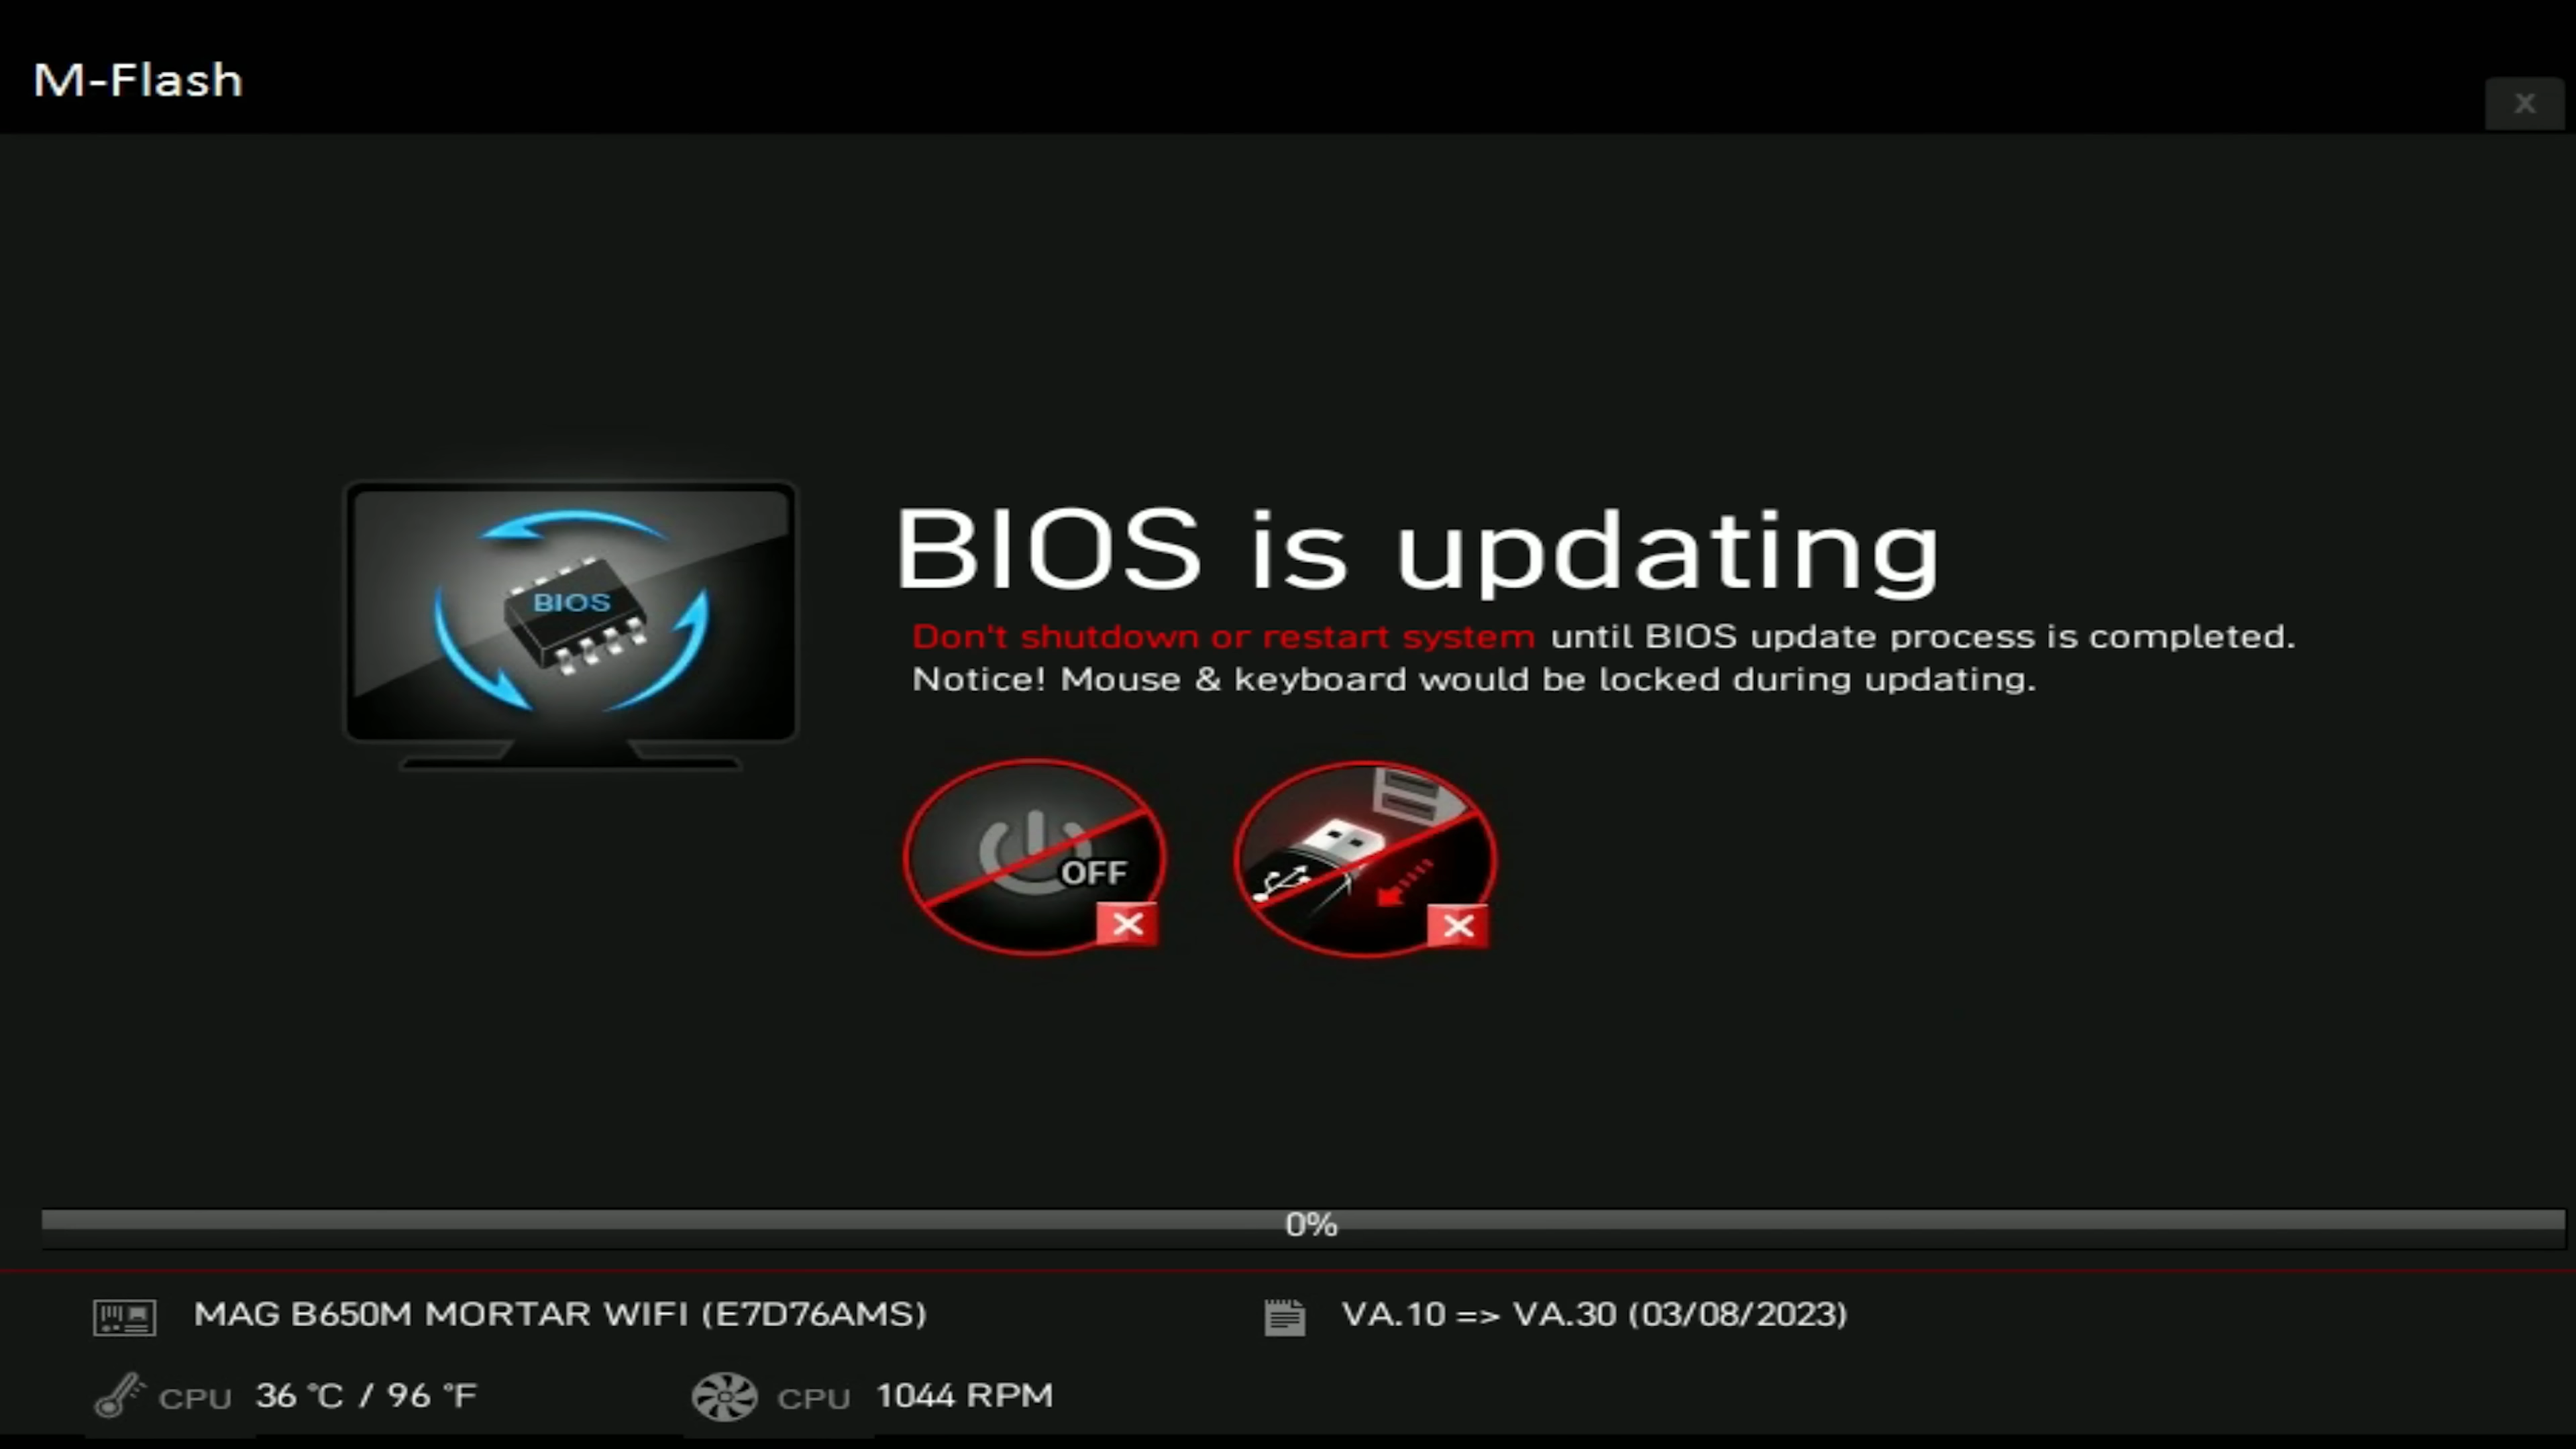 M-Flash
x
BIOS
BIOS is updating
Don't shutdown or restart system until BIOS update process is completed.
Notice! Mouse & keyboard would be locked during updating.
OFF
0%
MAG B650M MORTAR WIFI (E7D76AMS)
VA.10 => VA.30 (03/08/2023)
CPU 36 °C / 96 °F
CPU 1044 RPM